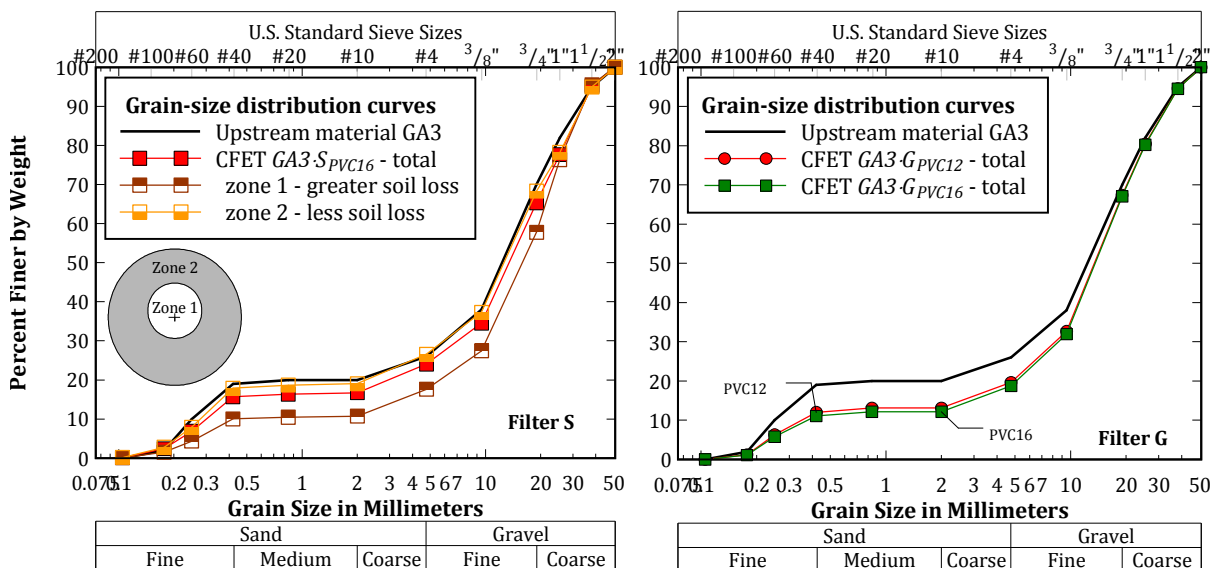 U.S. Standard Sieve Sizes
#200 #100 #60 #40 #20 #10 #4 3/8" 3/4" 1" 1 1/2" 2"
Percent Finer by Weight
100
90
80
70
60
50
40
30
20
10
0
Grain-size distribution curves
Upstream material GA3
CFET GA3·S PVC16 - total
zone 1 - greater soil loss
zone 2 - less soil loss
Zone 2
Zone 1
Filter S
0.075 0.1 0.2 0.3 0.5 1 2 3 4 5 6 7 10 20 30 50
Grain Size in Millimeters
Sand Gravel
Fine Medium Coarse Fine Coarse
U.S. Standard Sieve Sizes
#200 #100 #60 #40 #20 #10 #4 3/8" 3/4" 1" 1 1/2" 2"
100
90
80
70
60
50
40
30
20
10
0
Grain-size distribution curves
Upstream material GA3
CFET GA3·G PVC12 - total
CFET GA3·G PVC16 - total
PVC12
PVC16
Filter G
0.075 0.1 0.2 0.3 0.5 1 2 3 4 5 6 7 10 20 30 50
Grain Size in Millimeters
Sand Gravel
Fine Medium Coarse Fine Coarse